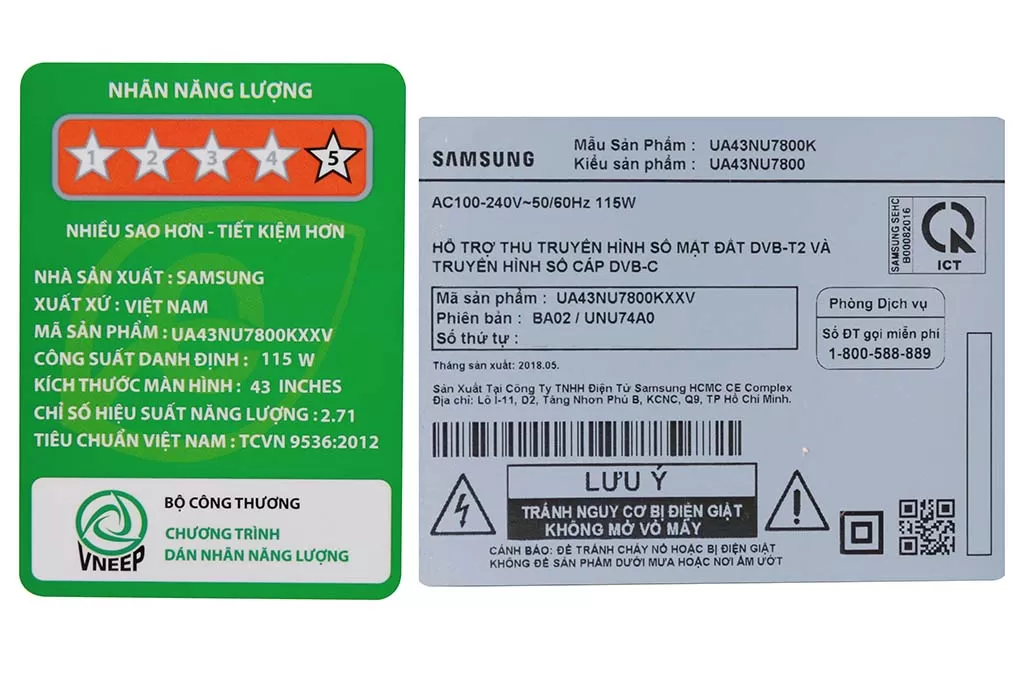 NHÃN NĂNG LƯỢNG
1 2 3 4 5
NHIỀU SAO HƠN - TIẾT KIỆM HƠN
NHÀ SẢN XUẤT : SAMSUNG
XUẤT XỨ : VIỆT NAM
MÃ SẢN PHẨM : UA43NU7800KXXV
CÔNG SUẤT DANH ĐỊNH : 115 W
KÍCH THƯỚC MÀN HÌNH : 43 INCHES
CHỈ SỐ HIỆU SUẤT NĂNG LƯỢNG : 2.71
TIÊU CHUẨN VIỆT NAM : TCVN 9536:2012
VNEEP
BỘ CÔNG THƯƠNG
CHƯƠNG TRÌNH
DÁN NHÃN NĂNG LƯỢNG
SAMSUNG
Mẫu Sản Phẩm : UA43NU7800K
Kiểu sản phẩm : UA43NU7800
AC100-240V~50/60Hz 115W
HỖ TRỢ THU TRUYỀN HÌNH SỐ MẶT ĐẤT DVB-T2 VÀ
TRUYỀN HÌNH SỐ CÁP DVB-C
SAMSUNG SEHC
B00082016
ICT
Mã sản phẩm : UA43NU7800KXXV
Phiên bản : BA02 / UNU74A0
Số thứ tự :
Phòng Dịch vụ
Số ĐT gọi miễn phí
1-800-588-889
Tháng sản xuất: 2018.05.
Sản Xuất Tại Công Ty TNHH Điện Tử Samsung HCMC CE Complex
Địa chỉ: Lô I-11, D2, Tăng Nhơn Phú B, KCNC, Q9, TP Hồ Chí Minh.
LƯU Ý
TRÁNH NGUY CƠ BỊ ĐIỆN GIẬT
KHÔNG MỞ VỎ MÁY
CẢNH BÁO: ĐỂ TRÁNH CHÁY NỔ HOẶC BỊ ĐIỆN GIẬT
KHÔNG ĐỂ SẢN PHẨM DƯỚI MƯA HOẶC NƠI ẨM ƯỚT